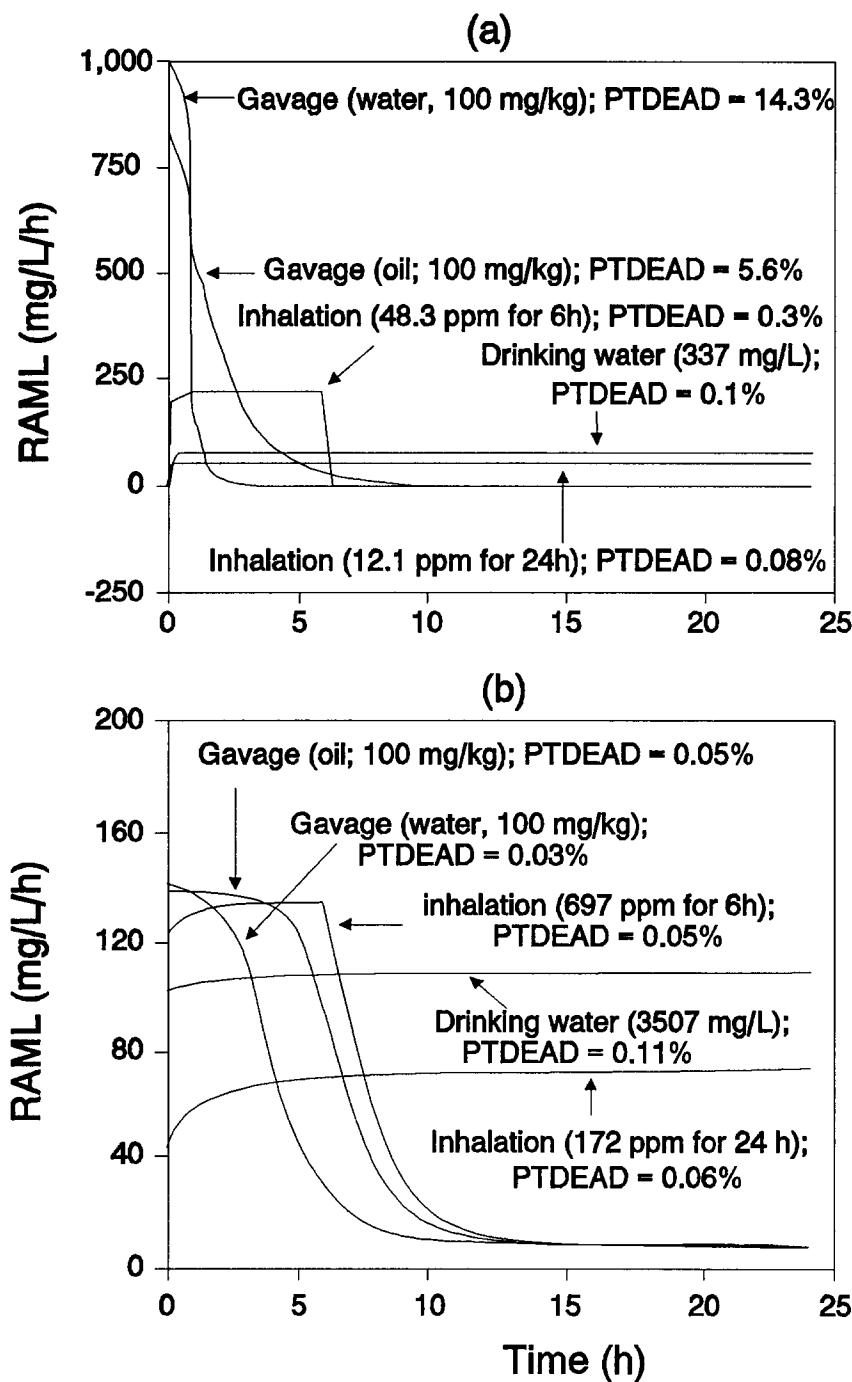 (a)
RAML (mg/L/h)
1,000
750
500
250
0
-250
Gavage (water, 100 mg/kg); PTDEAD = 14.3%
Gavage (oil; 100 mg/kg); PTDEAD = 5.6%
Inhalation (48.3 ppm for 6h); PTDEAD = 0.3%
Drinking water (337 mg/L);
PTDEAD = 0.1%
Inhalation (12.1 ppm for 24h); PTDEAD = 0.08%
0 5 10 15 20 25
(b)
RAML (mg/L/h)
200
160
120
80
40
0
Gavage (oil; 100 mg/kg); PTDEAD = 0.05%
Gavage (water, 100 mg/kg);
PTDEAD = 0.03%
inhalation (697 ppm for 6h);
PTDEAD = 0.05%
Drinking water (3507 mg/L);
PTDEAD = 0.11%
Inhalation (172 ppm for 24 h);
PTDEAD = 0.06%
0 5 10 15 20 25
Time (h)